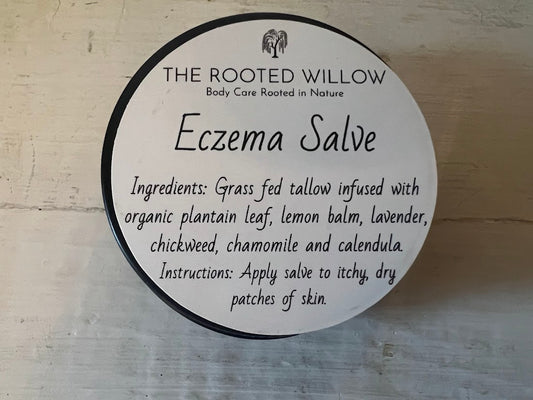 THE ROOTED WILLOW
Body Care Rooted in Nature
Eczema Salve
Ingredients: Grass fed tallow infused with
organic plantain leaf, lemon balm, lavender,
chickweed, chamomile and calendula.
Instructions: Apply salve to itchy, dry
patches of skin.